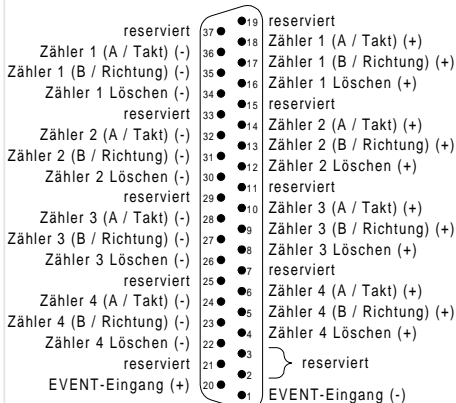 reserviert 37
Zähler 1 (A / Takt) (-) 36
Zähler 1 (B / Richtung) (-) 35
Zähler 1 Löschen (-) 34
reserviert 33
Zähler 2 (A / Takt) (-) 32
Zähler 2 (B / Richtung) (-) 31
Zähler 2 Löschen (-) 30
reserviert 29
Zähler 3 (A / Takt) (-) 28
Zähler 3 (B / Richtung) (-) 27
Zähler 3 Löschen (-) 26
reserviert 25
Zähler 4 (A / Takt) (-) 24
Zähler 4 (B / Richtung) (-) 23
Zähler 4 Löschen (-) 22
reserviert 21
EVENT-Eingang (+) 20
19 reserviert
18 Zähler 1 (A / Takt) (+)
17 Zähler 1 (B / Richtung) (+)
16 Zähler 1 Löschen (+)
15 reserviert
14 Zähler 2 (A / Takt) (+)
13 Zähler 2 (B / Richtung) (+)
12 Zähler 2 Löschen (+)
11 reserviert
10 Zähler 3 (A / Takt) (+)
9 Zähler 3 (B / Richtung) (+)
8 Zähler 3 Löschen (+)
7 reserviert
6 Zähler 4 (A / Takt) (+)
5 Zähler 4 (B / Richtung) (+)
4 Zähler 4 Löschen (+)
3
reserviert
2
1 EVENT-Eingang (-)